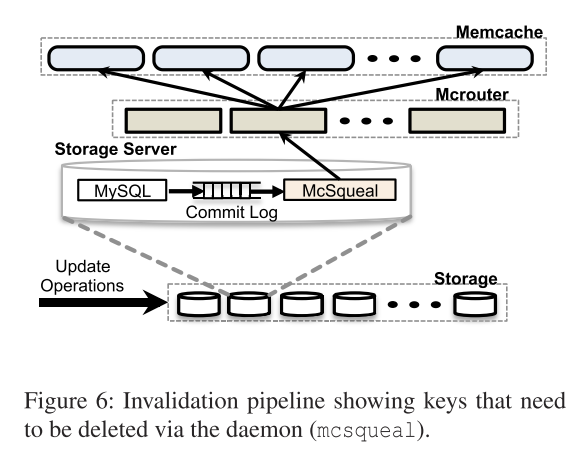 Memcache
Mcrouter
Storage Server
MySQL
McSqueal
Commit Log
Update
Operations
Storage
Figure 6: Invalidation pipeline showing keys that need
to be deleted via the daemon (mcsqueal).